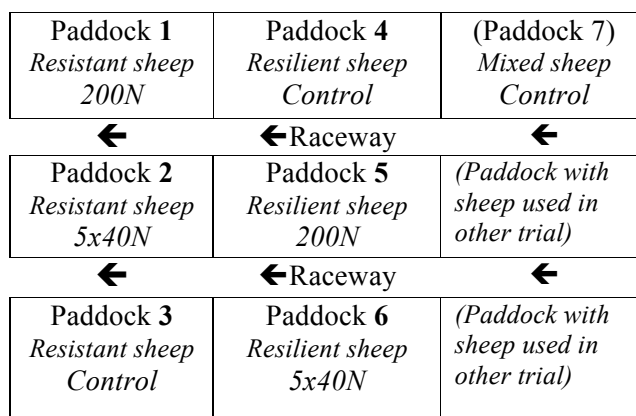 Paddock 1 Paddock 4 (Paddock 7)
Resistant sheep Resilient sheep Mixed sheep
200N Control Control
🡸 🡸Raceway 🡸
Paddock 2 Paddock 5 (Paddock with
Resistant sheep Resilient sheep sheep used in
5x40N 200N other trial)
🡸 🡸Raceway 🡸
Paddock 3 Paddock 6 (Paddock with
Resistant sheep Resilient sheep sheep used in
Control 5x40N other trial)